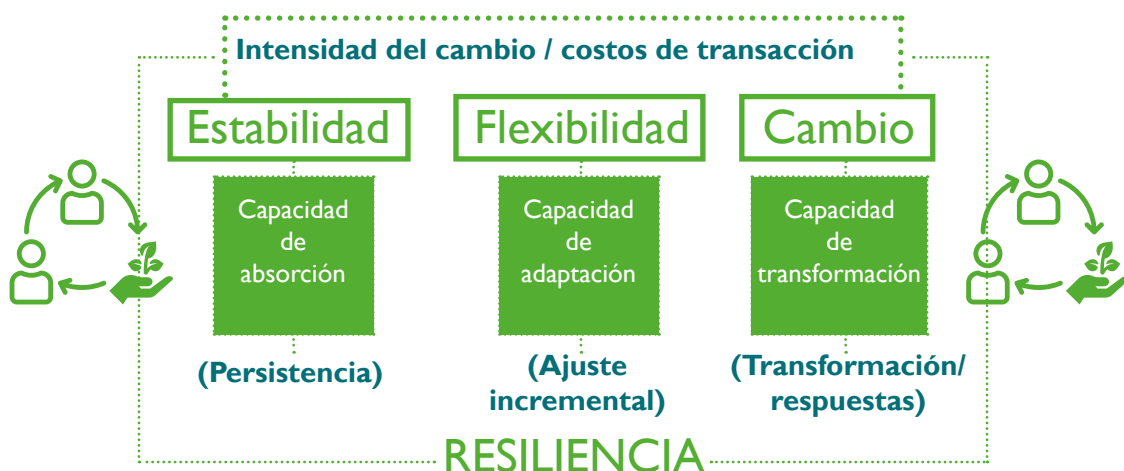 Intensidad del cambio / costos de transacción
Estabilidad
Flexibilidad
Cambio
Capacidad
de
absorción
Capacidad
de
adaptación
Capacidad
de
transformación
(Persistencia)
(Ajuste
incremental)
(Transformación/
respuestas)
RESILIENCIA